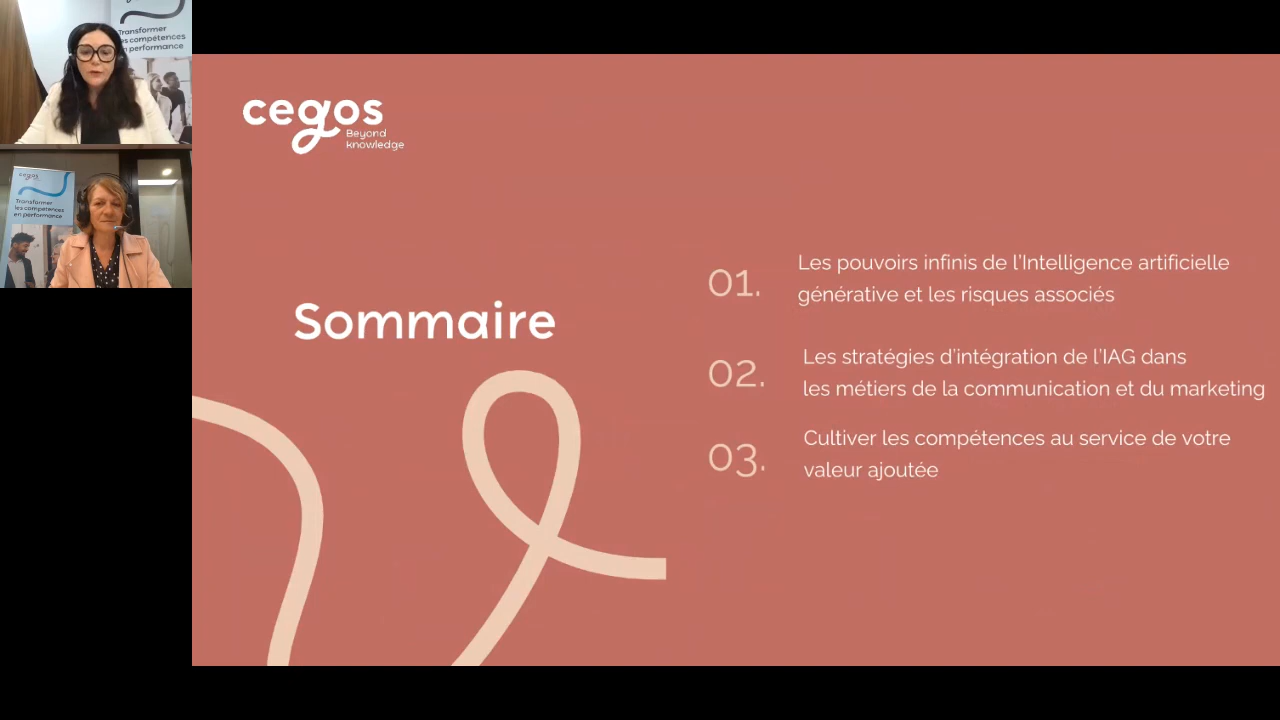 Transformer
les compétences
en performance
cegos
Transformer
les compétences
en performance
cegos
Beyond
knowledge
Sommaire
01.
Les pouvoirs infinis de l'Intelligence artificielle
générative et les risques associés
02.
Les stratégies d'intégration de l'IAG dans
les métiers de la communication et du marketing
03.
Cultiver les compétences au service de votre
valeur ajoutée